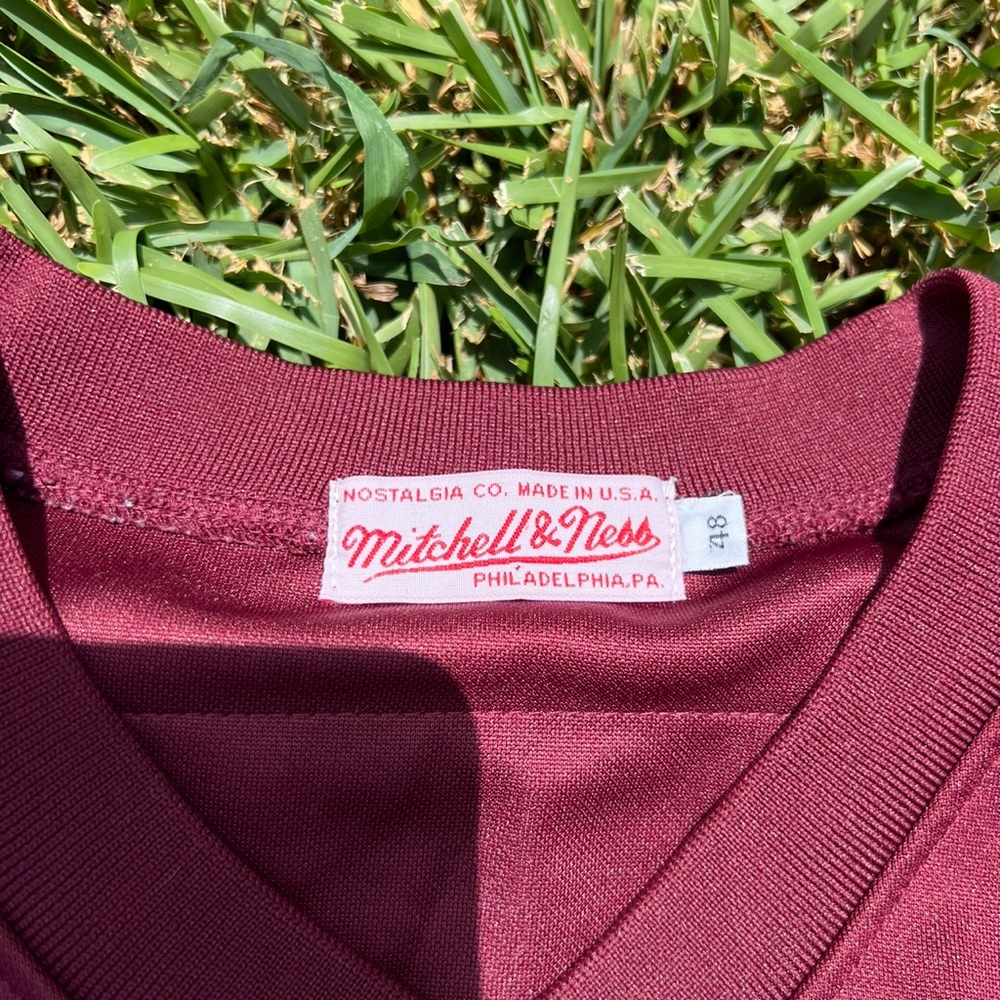 NOSTALGIA CO. MADE IN U.S.A.
Mitchell & Ness
PHILADELPHIA, PA.
48